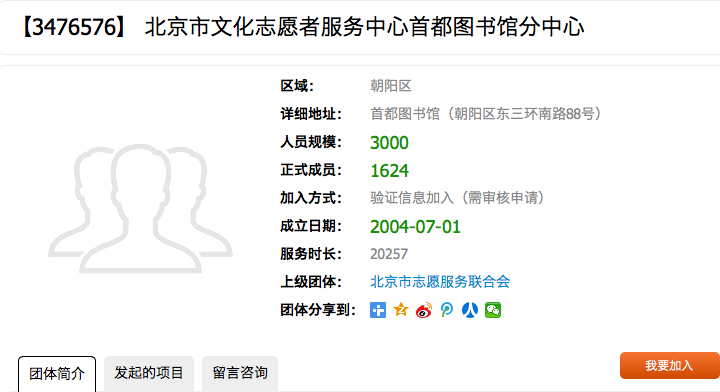 【3476576】 北京市文化志愿者服务中心首都图书馆分中心
区域： 朝阳区
详细地址： 首都图书馆（朝阳区东三环南路88号）
人员规模： 3000
正式成员： 1624
加入方式： 验证信息加入（需审核申请）
成立日期： 2004-07-01
服务时长： 20257
上级团体： 北京市志愿服务联合会
团体分享到：
团体简介 发起的项目 留言咨询 我要加入